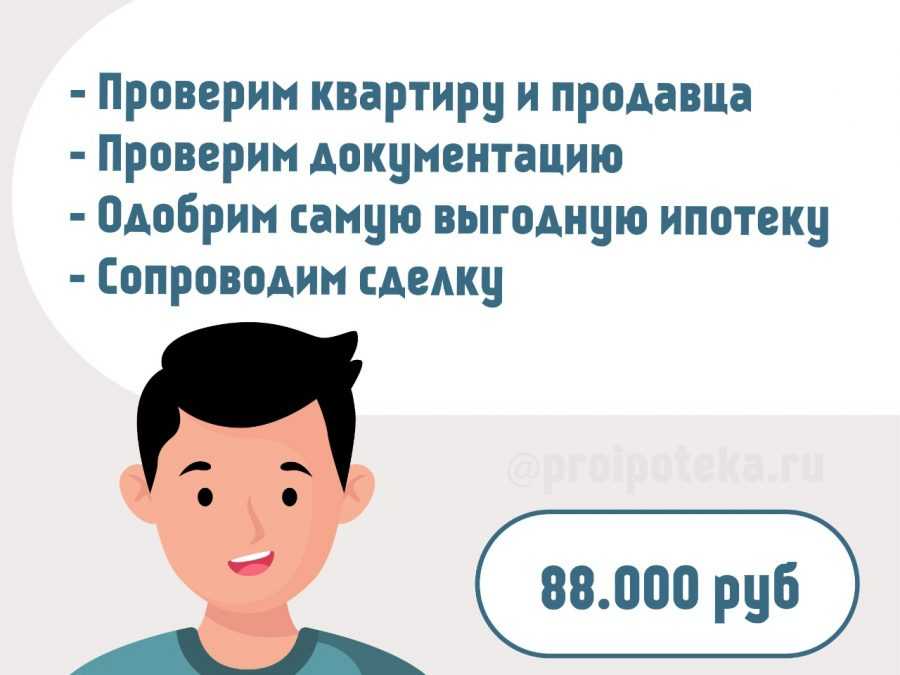 - Проверим квартиру и продавца
- Проверим документацию
- Одобрим самую выгодную ипотеку
- Сопроводим сделку
@proipoteka.ru
88.000 руб